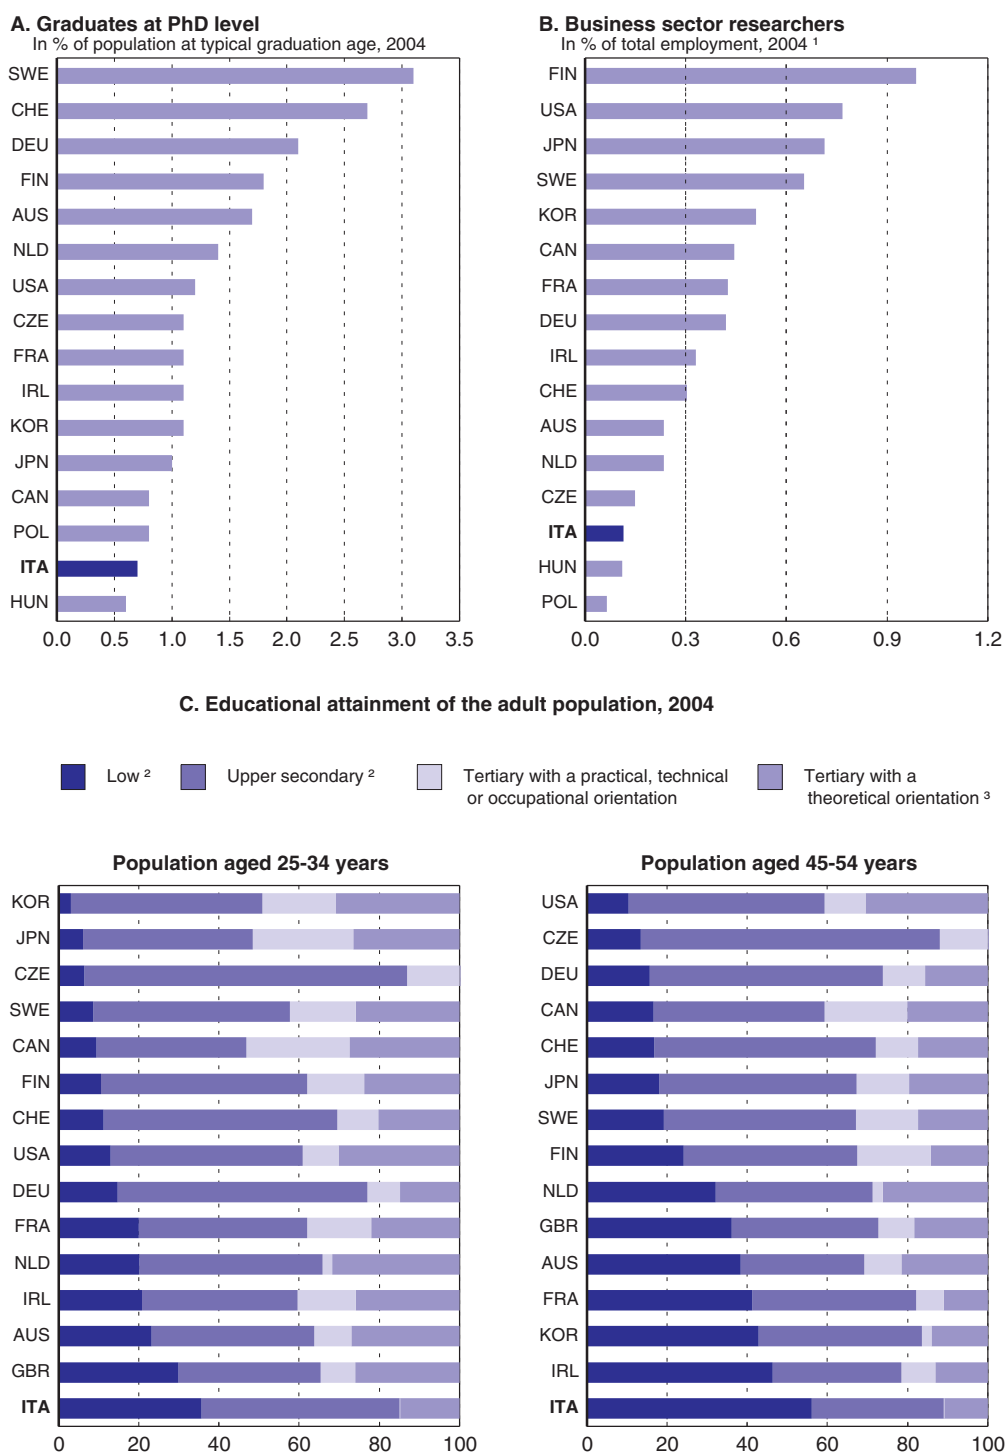 A. Graduates at PhD level
In % of population at typical graduation age, 2004
SWE
CHE
DEU
FIN
AUS
NLD
USA
CZE
FRA
IRL
KOR
JPN
CAN
POL
ITA
HUN
0.0 0.5 1.0 1.5 2.0 2.5 3.0 3.5
B. Business sector researchers
In % of total employment, 2004 ¹
FIN
USA
JPN
SWE
KOR
CAN
FRA
DEU
IRL
CHE
AUS
NLD
CZE
ITA
HUN
POL
0.0 0.3 0.6 0.9 1.2
C. Educational attainment of the adult population, 2004
Low ²
Upper secondary ²
Tertiary with a practical, technical
or occupational orientation
Tertiary with a
theoretical orientation ³
Population aged 25-34 years
KOR
JPN
CZE
SWE
CAN
FIN
CHE
USA
DEU
FRA
NLD
IRL
AUS
GBR
ITA
0 20 40 60 80 100
Population aged 45-54 years
USA
CZE
DEU
CAN
CHE
JPN
SWE
FIN
NLD
GBR
AUS
FRA
KOR
IRL
ITA
0 20 40 60 80 100